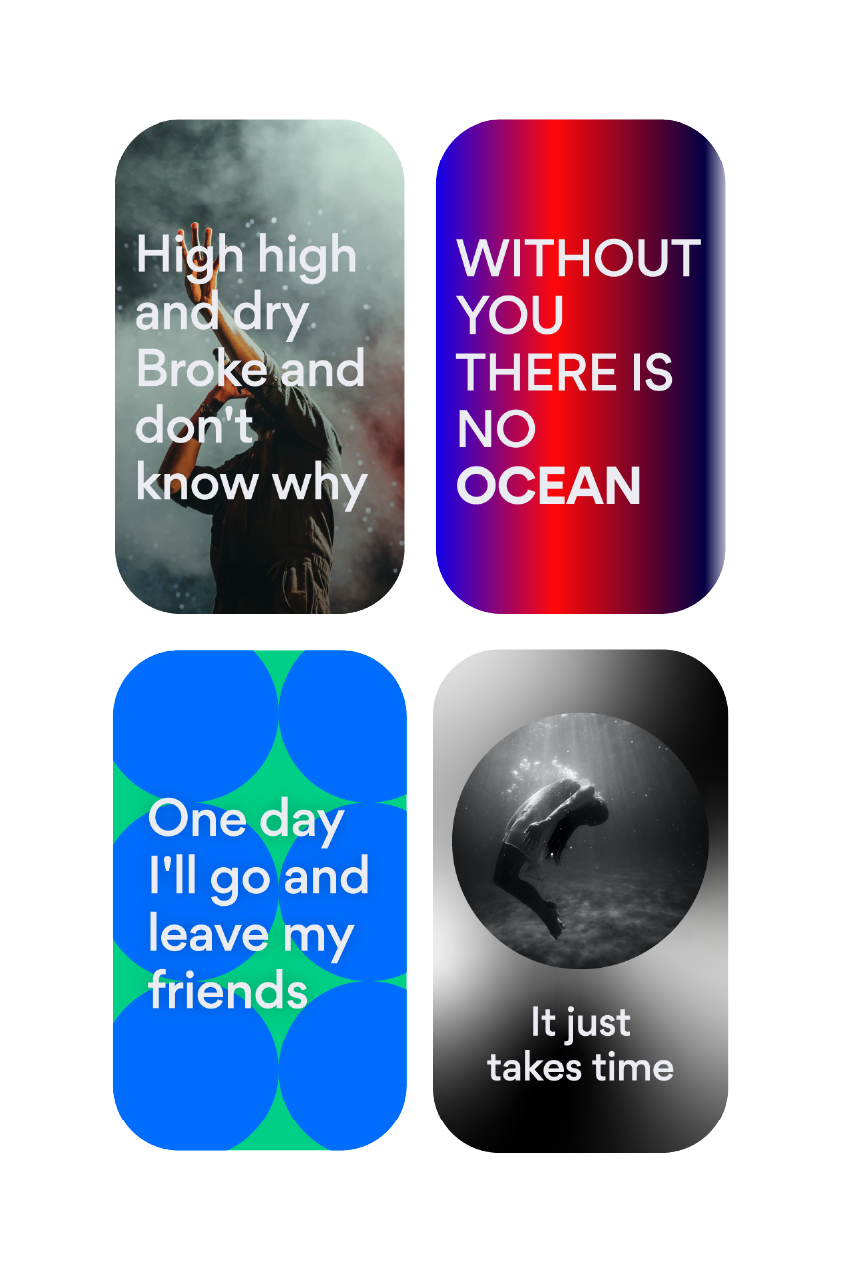 High high
and dry
Broke and
don't
know why
WITHOUT
YOU
THERE IS
NO
OCEAN
One day
I'll go and
leave my
friends
It just
takes time